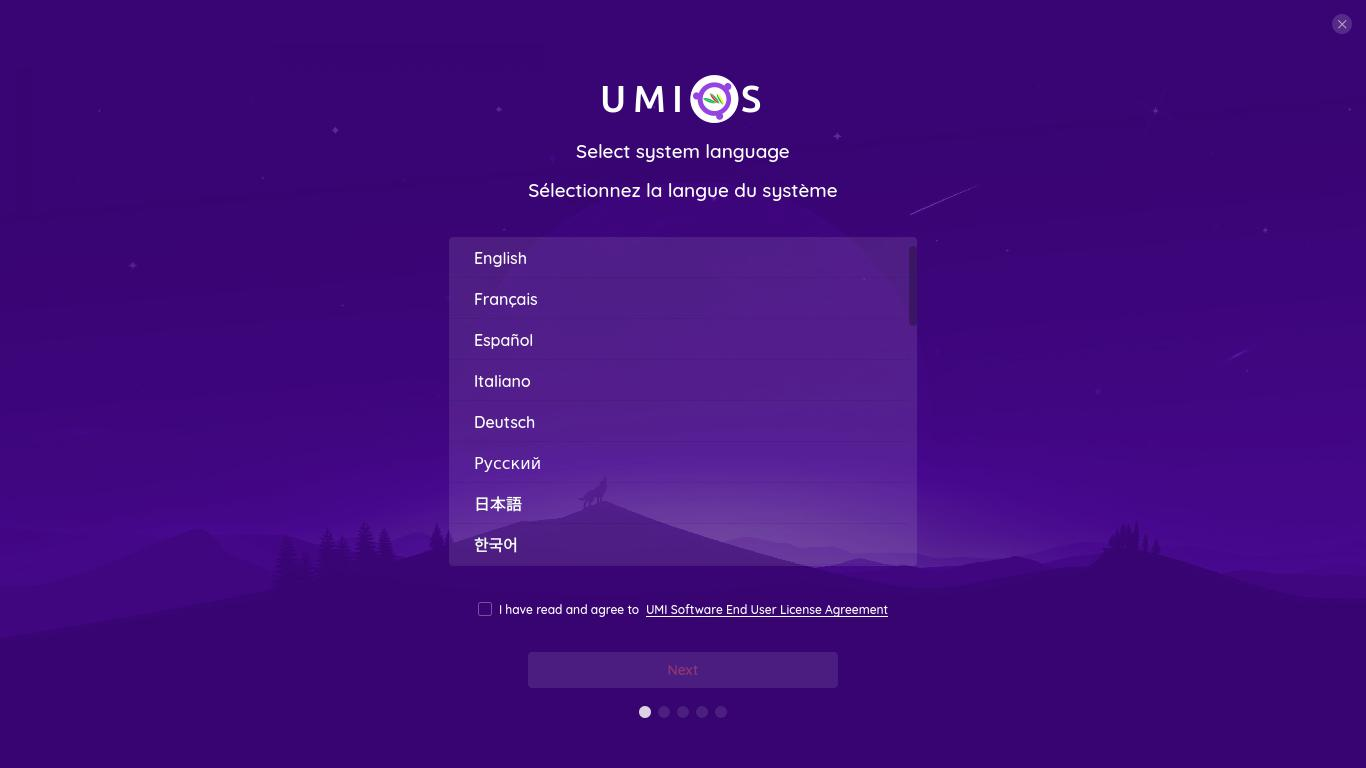 UMIOS
Select system language
Sélectionnez la langue du système
English
Français
Español
Italiano
Deutsch
Русский
日本語
한국어
I have read and agree to UMI Software End User License Agreement
Next